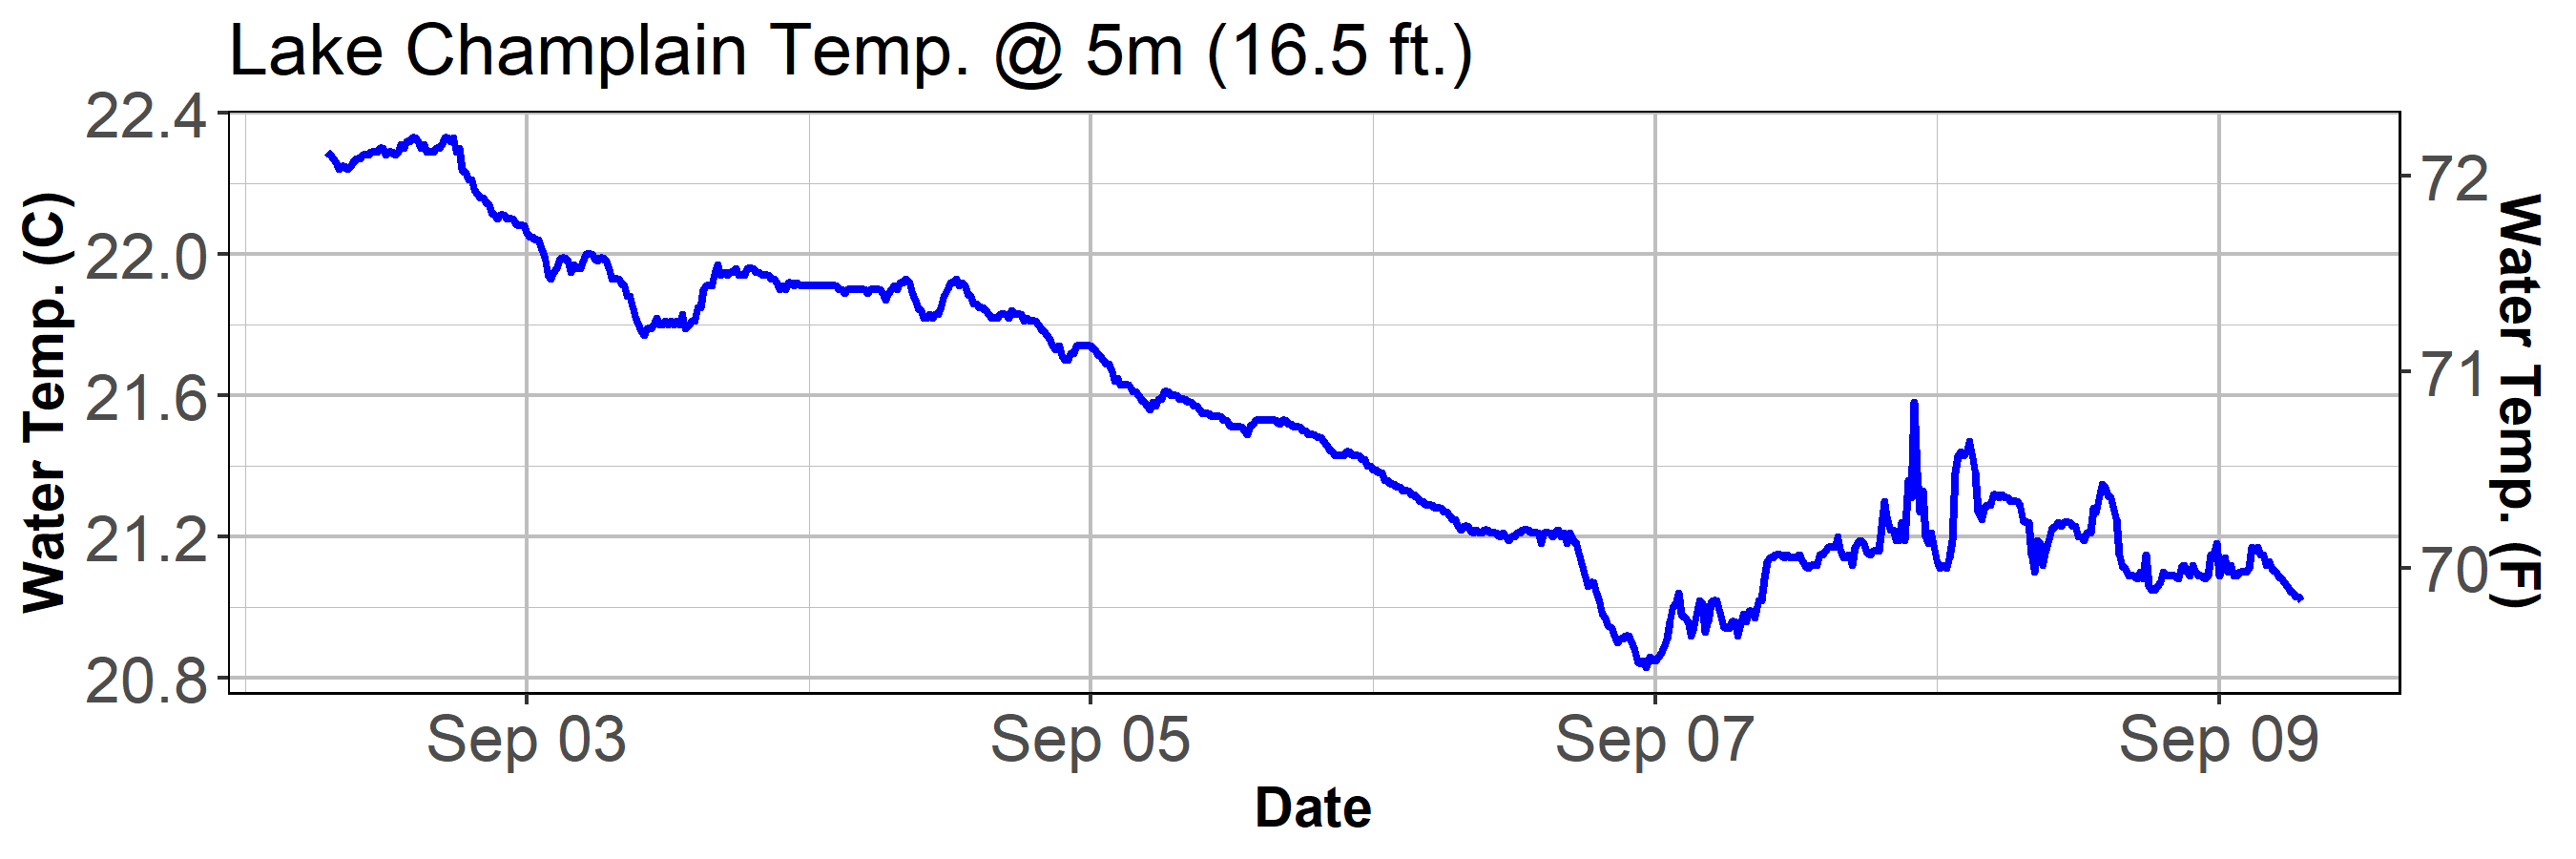 Lake Champlain Temp. @ 5m (16.5 ft.)
22.4
22.0
21.6
21.2
20.8
Water Temp. (C)
72
71
70
Water Temp. (F)
Sep 03
Sep 05
Sep 07
Sep 09
Date